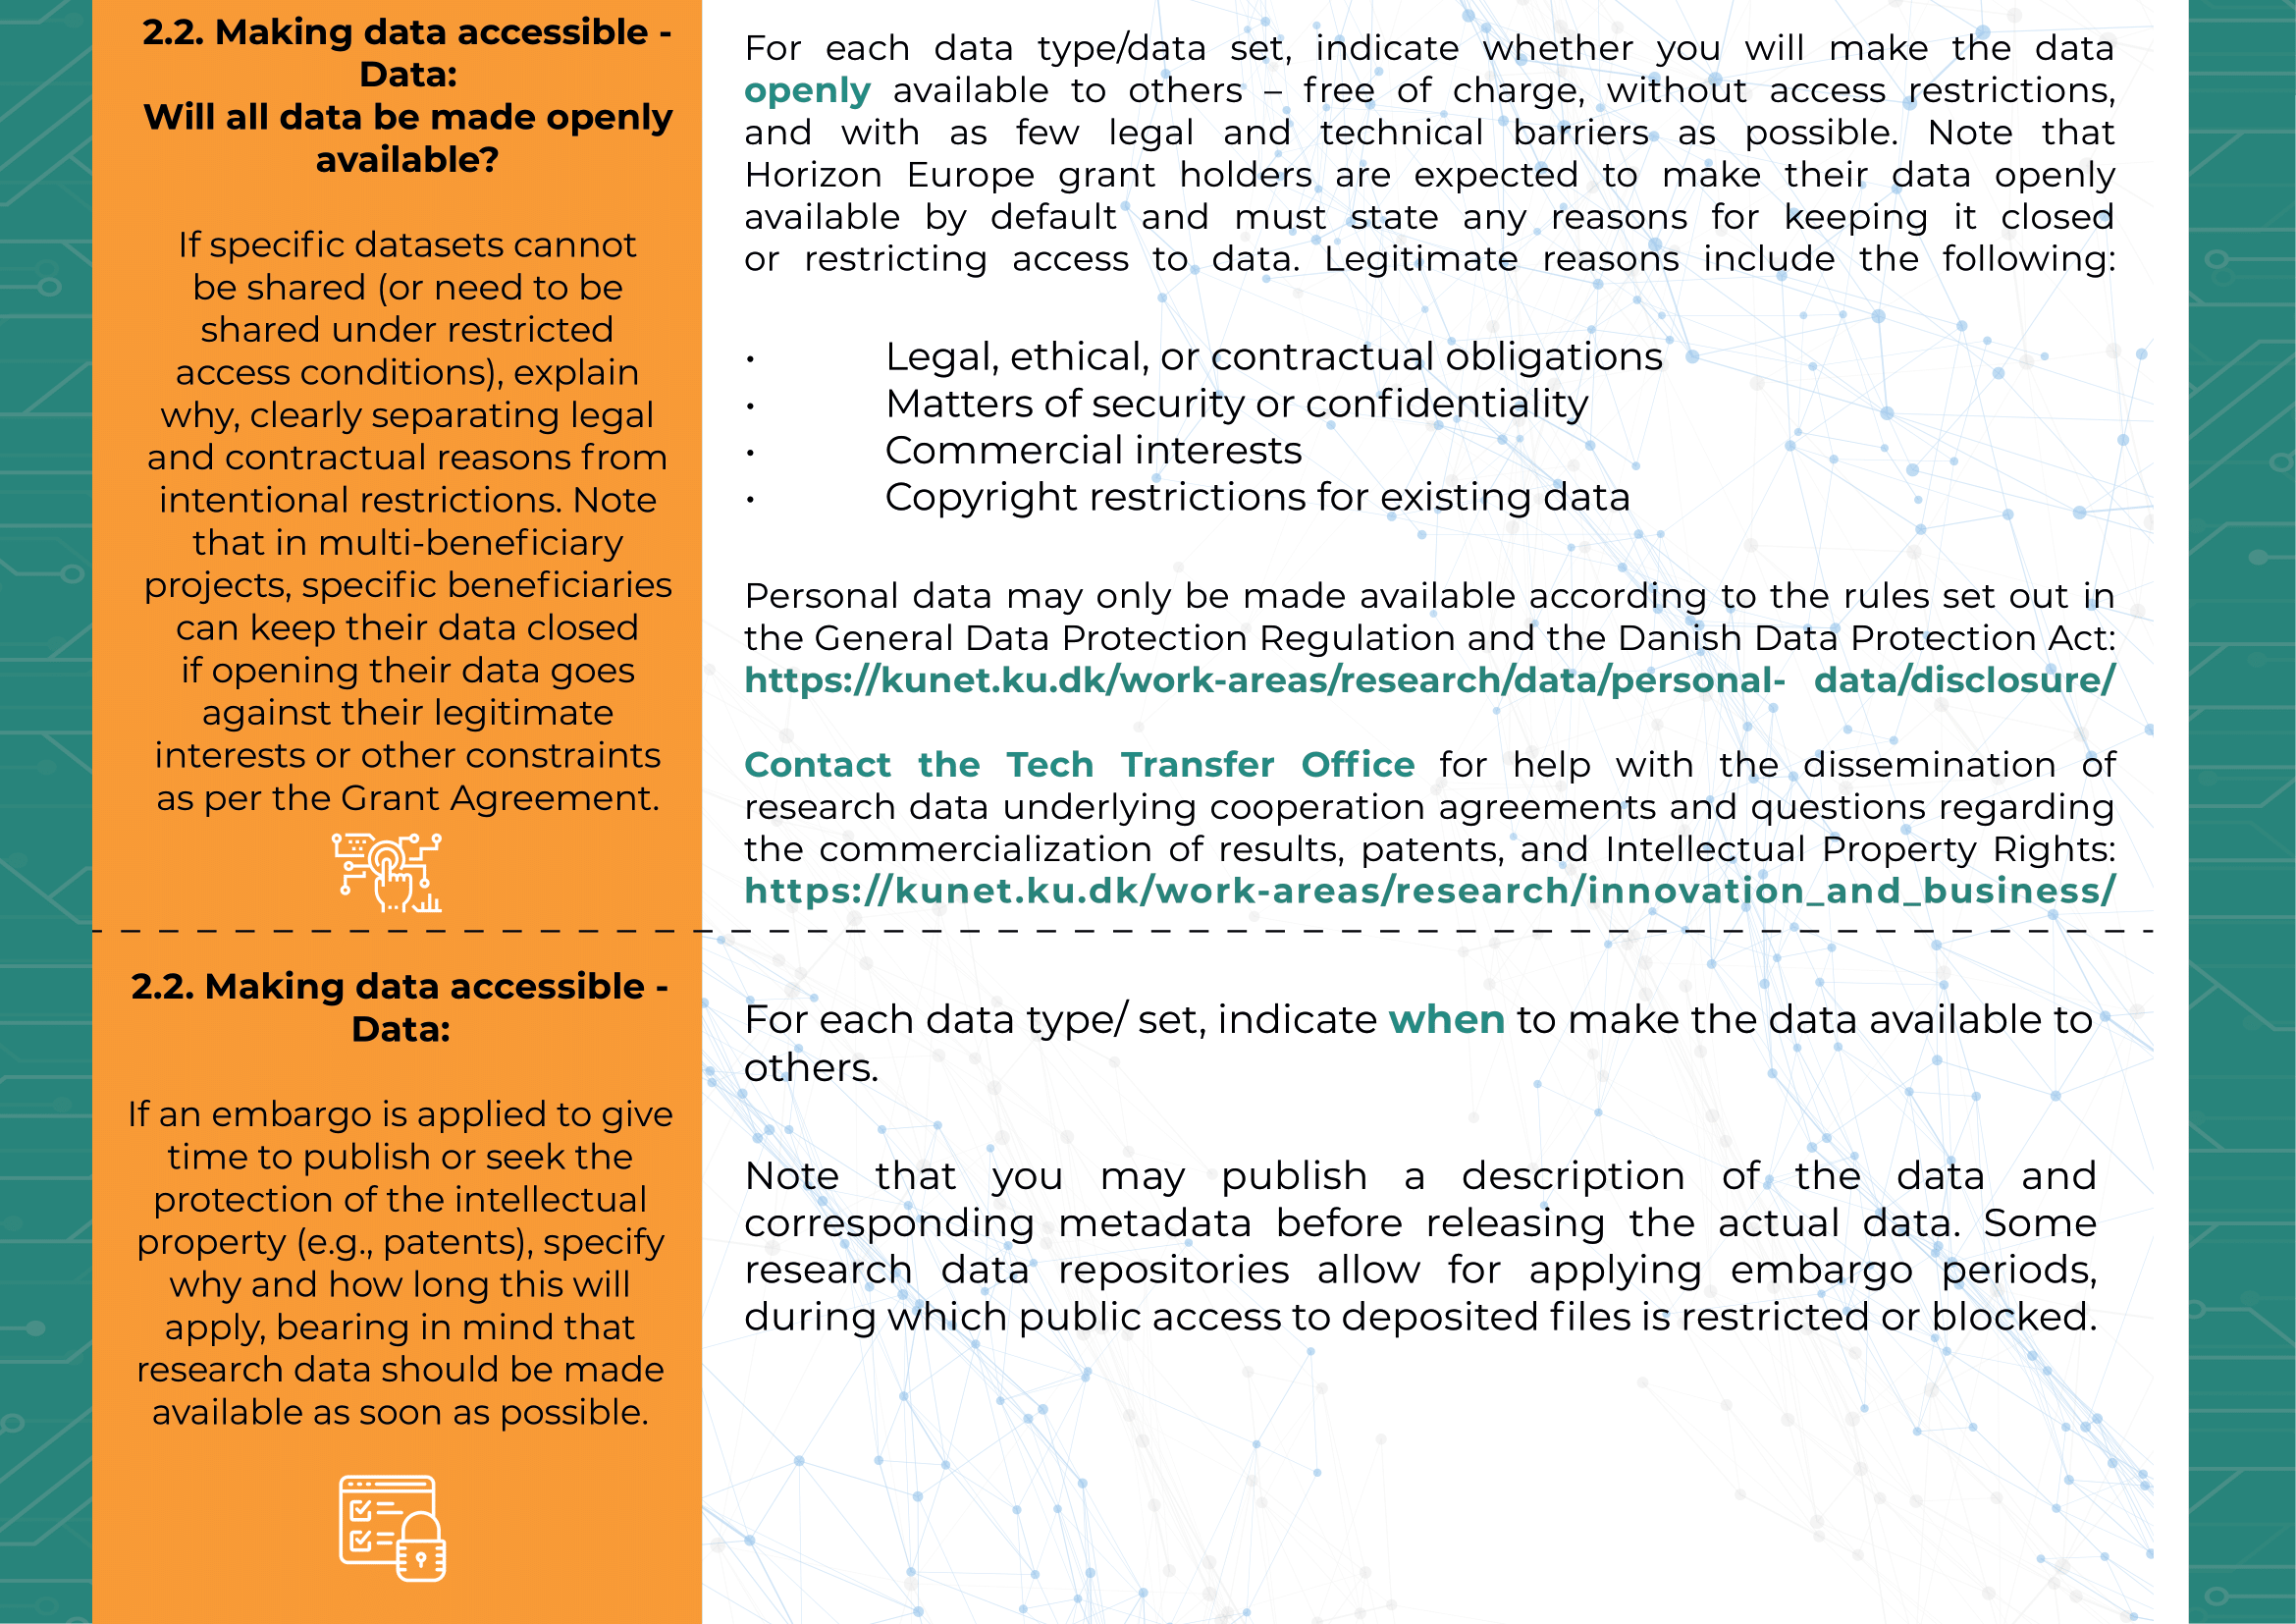 2.2. Making data accessible -
Data:
Will all data be made openly
available?
If specific datasets cannot
be shared (or need to be
shared under restricted
access conditions), explain
why, clearly separating legal
and contractual reasons from
intentional restrictions. Note
that in multi-beneficiary
projects, specific beneficiaries
can keep their data closed
if opening their data goes
against their legitimate
interests or other constraints
as per the Grant Agreement.
For each data type/data set, indicate whether you will make the data
openly available to others – free of charge, without access restrictions,
and with as few legal and technical barriers as possible. Note that
Horizon Europe grant holders are expected to make their data openly
available by default and must state any reasons for keeping it closed
or restricting access to data. Legitimate reasons include the following:
• Legal, ethical, or contractual obligations
• Matters of security or confidentiality
• Commercial interests
• Copyright restrictions for existing data
Personal data may only be made available according to the rules set out in
the General Data Protection Regulation and the Danish Data Protection Act:
https://kunet.ku.dk/work-areas/research/data/personal- data/disclosure/
Contact the Tech Transfer Office for help with the dissemination of
research data underlying cooperation agreements and questions regarding
the commercialization of results, patents, and Intellectual Property Rights:
https://kunet.ku.dk/work-areas/research/innovation_and_business/
2.2. Making data accessible -
Data:
If an embargo is applied to give
time to publish or seek the
protection of the intellectual
property (e.g., patents), specify
why and how long this will
apply, bearing in mind that
research data should be made
available as soon as possible.
For each data type/ set, indicate when to make the data available to
others.
Note that you may publish a description of the data and
corresponding metadata before releasing the actual data. Some
research data repositories allow for applying embargo periods,
during which public access to deposited files is restricted or blocked.